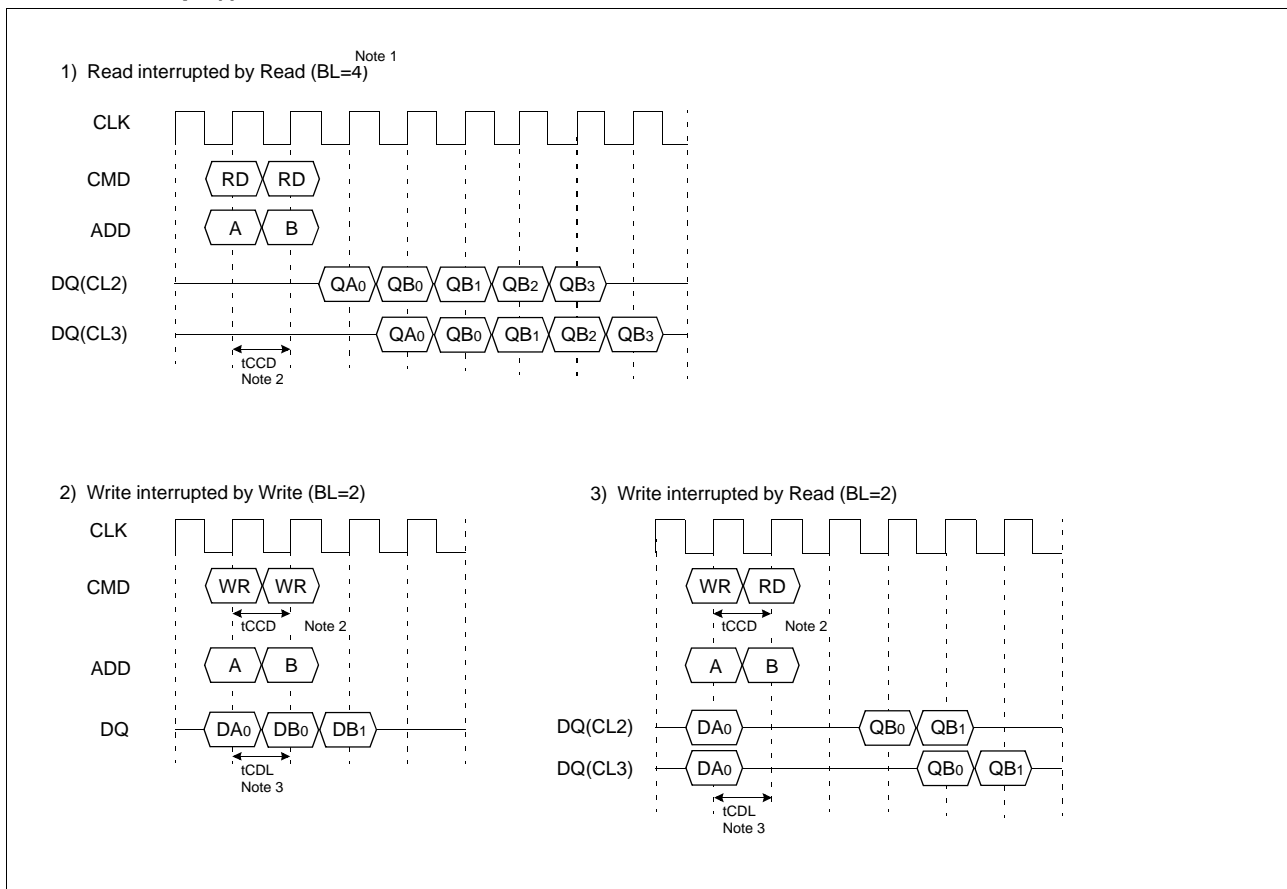 1) Read interrupted by Read (BL=4) Note 1
CLK
CMD RD RD
ADD A B
DQ(CL2) QA0 QB0 QB1 QB2 QB3
DQ(CL3) QA0 QB0 QB1 QB2 QB3
tCCD
Note 2
2) Write interrupted by Write (BL=2)
CLK
CMD WR WR
tCCD Note 2
ADD A B
DQ DA0 DB0 DB1
tCDL
Note 3
3) Write interrupted by Read (BL=2)
WR RD
tCCD Note 2
A B
DQ(CL2) DA0 QB0 QB1
DQ(CL3) DA0 QB0 QB1
tCDL
Note 3